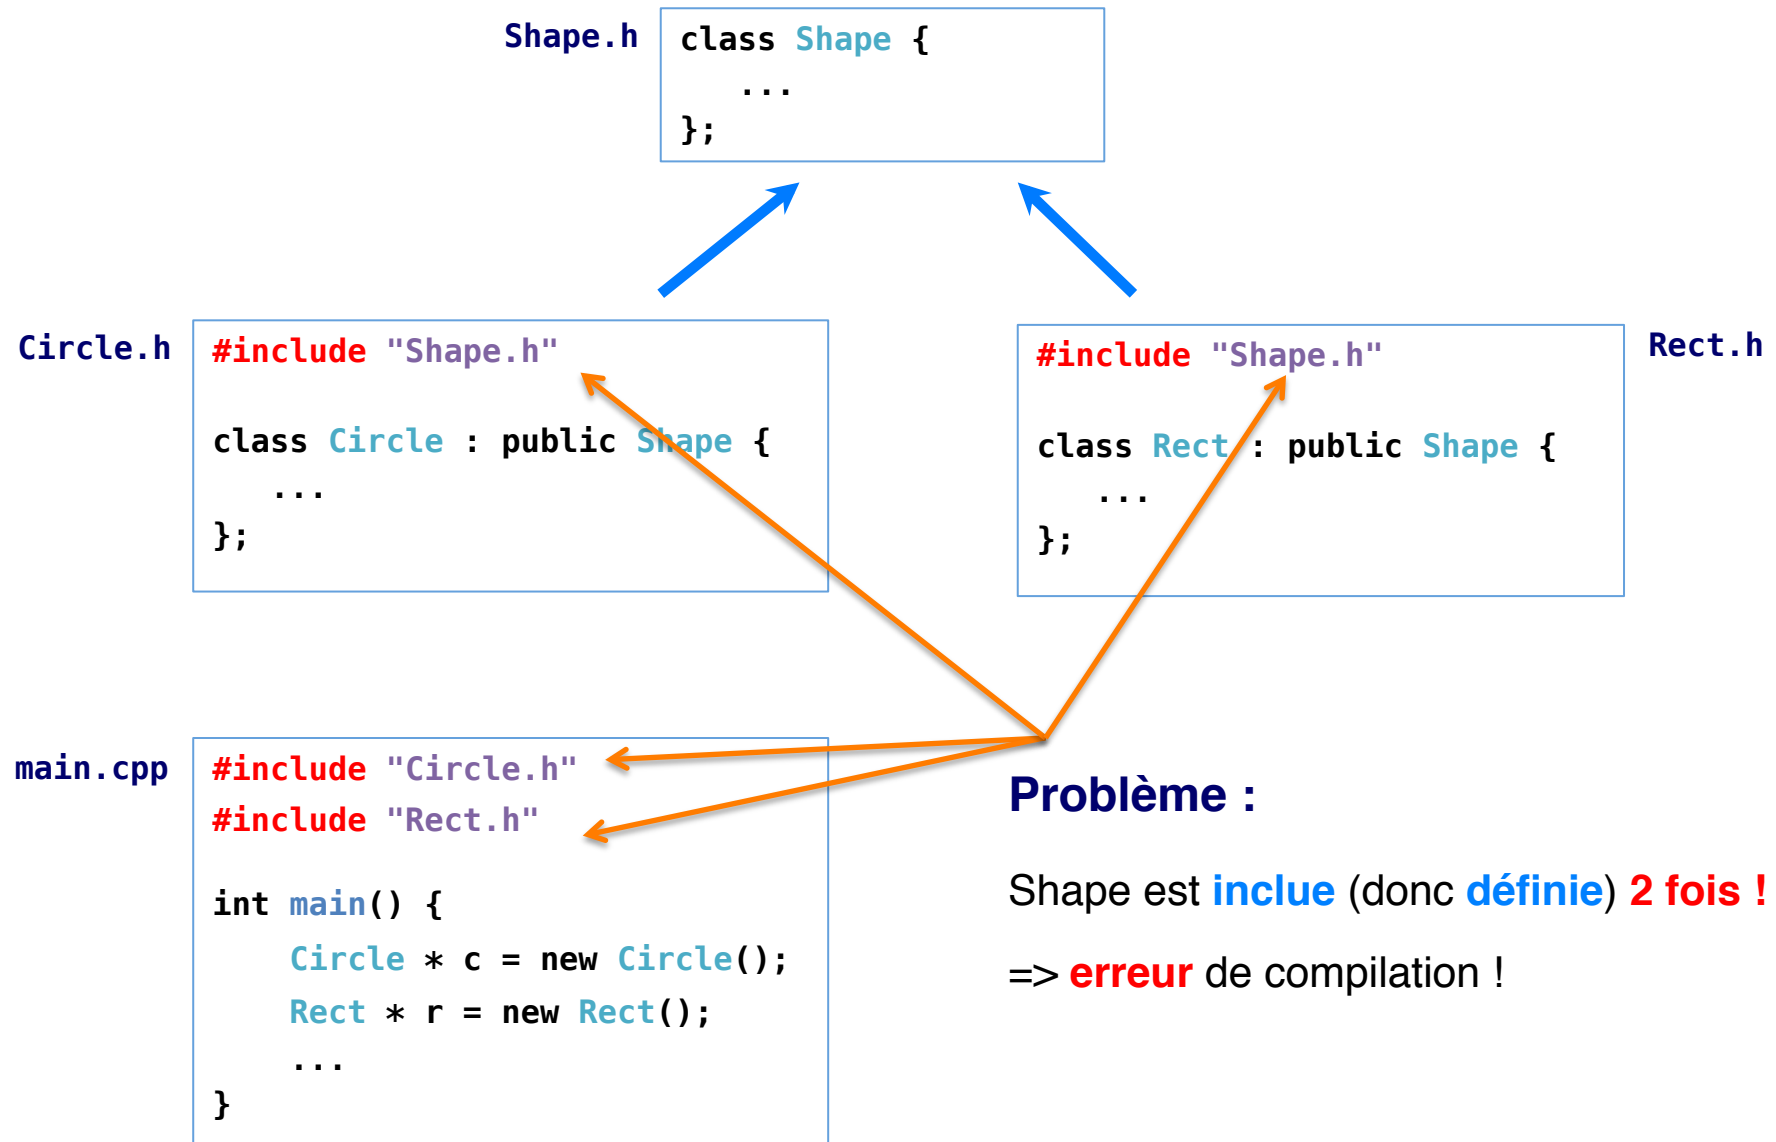 Shape.h
class Shape {
...
};
Circle.h
#include "Shape.h"
class Circle : public Shape {
...
};
Rect.h
#include "Shape.h"
class Rect : public Shape {
...
};
main.cpp
#include "Circle.h"
#include "Rect.h"
int main() {
Circle * c = new Circle();
Rect * r = new Rect();
...
}
Problème :
Shape est inclue (donc définie) 2 fois !
=> erreur de compilation !